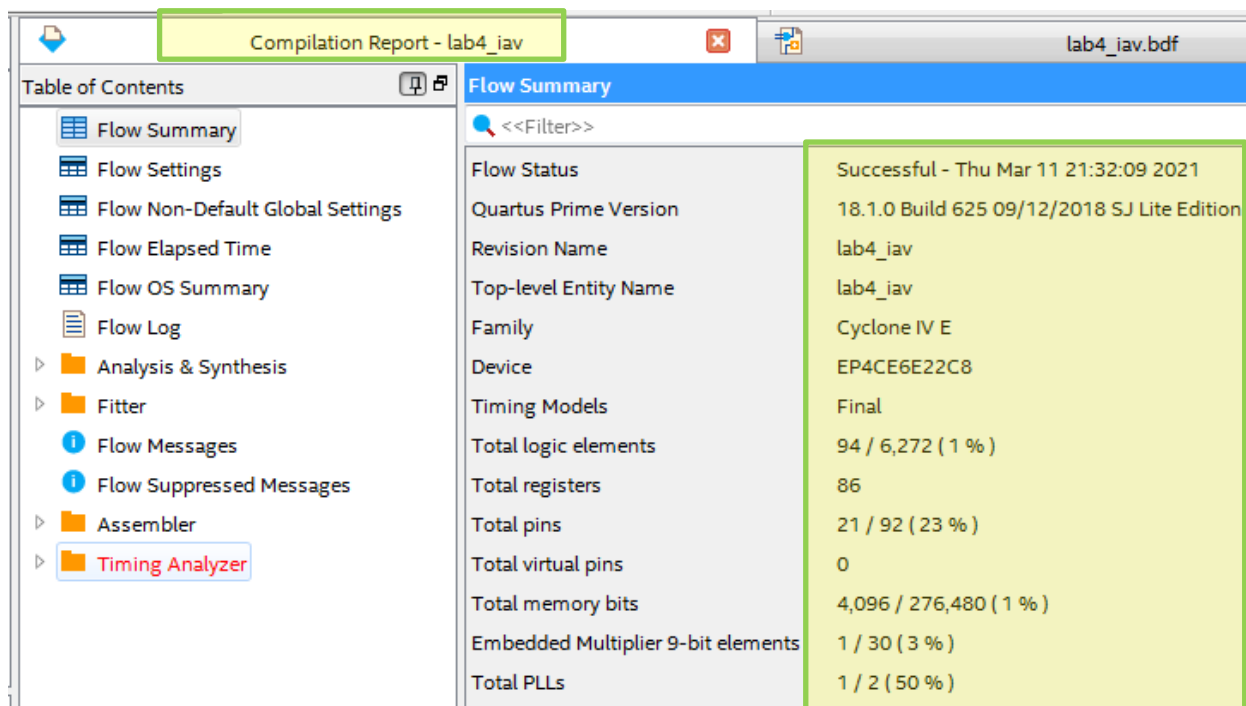 Compilation Report - lab4_iav
lab4_iav.bdf
Table of Contents
Flow Summary
Flow Settings
Flow Non-Default Global Settings
Flow Elapsed Time
Flow OS Summary
Flow Log
Analysis & Synthesis
Fitter
Flow Messages
Flow Suppressed Messages
Assembler
Timing Analyzer
Flow Summary
<<Filter>>
Flow Status Successful - Thu Mar 11 21:32:09 2021
Quartus Prime Version 18.1.0 Build 625 09/12/2018 SJ Lite Edition
Revision Name lab4_iav
Top-level Entity Name lab4_iav
Family Cyclone IV E
Device EP4CE6E22C8
Timing Models Final
Total logic elements 94 / 6,272 ( 1 % )
Total registers 86
Total pins 21 / 92 ( 23 % )
Total virtual pins 0
Total memory bits 4,096 / 276,480 ( 1 % )
Embedded Multiplier 9-bit elements 1 / 30 ( 3 % )
Total PLLs 1 / 2 ( 50 % )